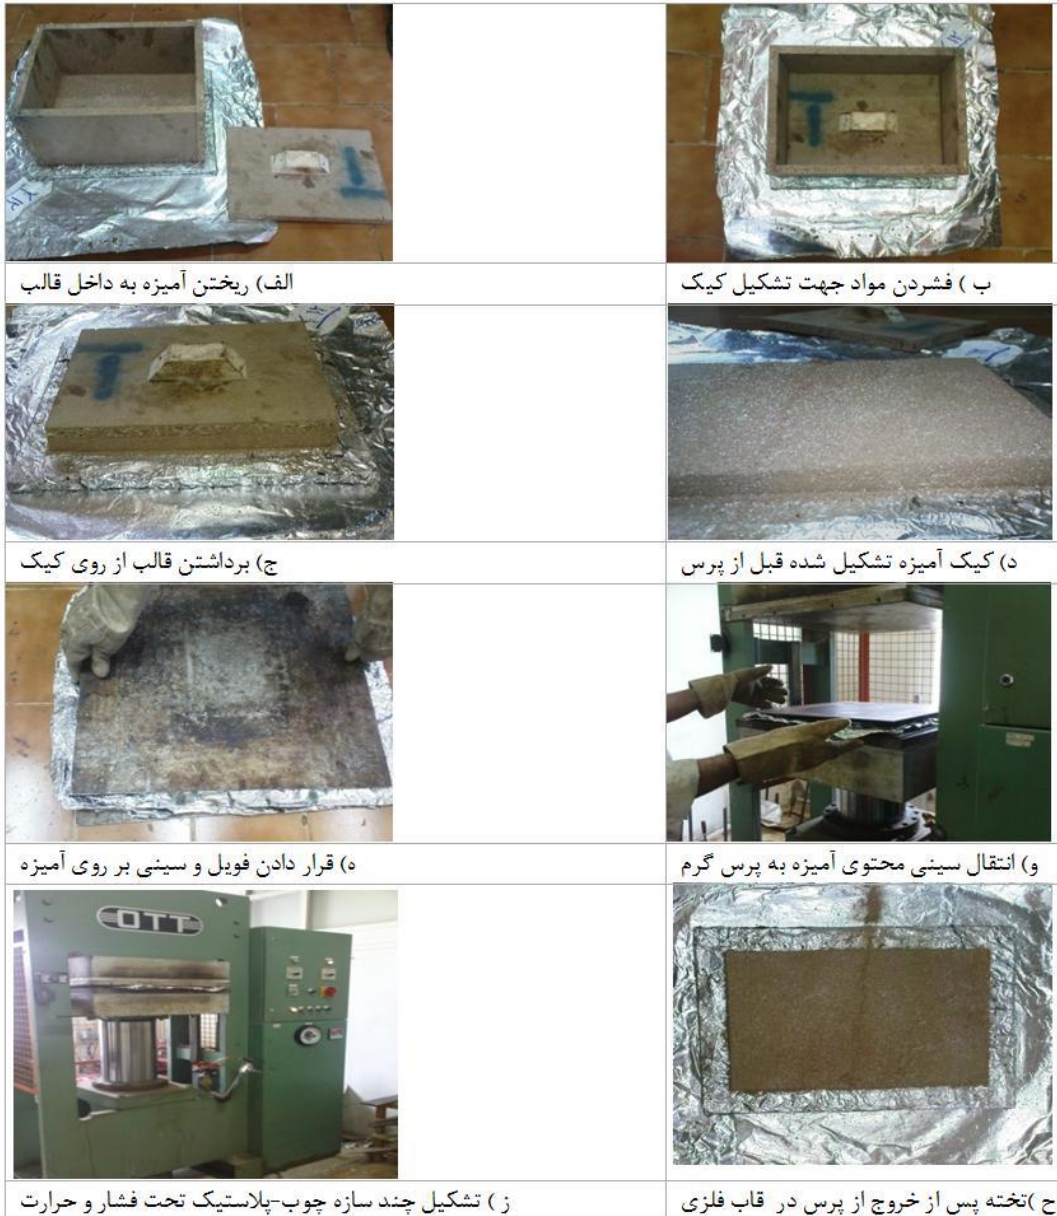 الف) ریختن آمیزه به داخل قالب
ب ) فشردن مواد جهت تشکیل کیک
ج) برداشتن قالب از روی کیک
د) کیک آمیزه تشکیل شده قبل از پرس
ه) قرار دادن فویل و سینی بر روی آمیزه
و) انتقال سینی محتوی آمیزه به پرس گرم
OTT
ز ) تشکیل چند سازه چوب-پلاستیک تحت فشار و حرارت
ح )تخته پس از خروج از پرس در قاب فلزی